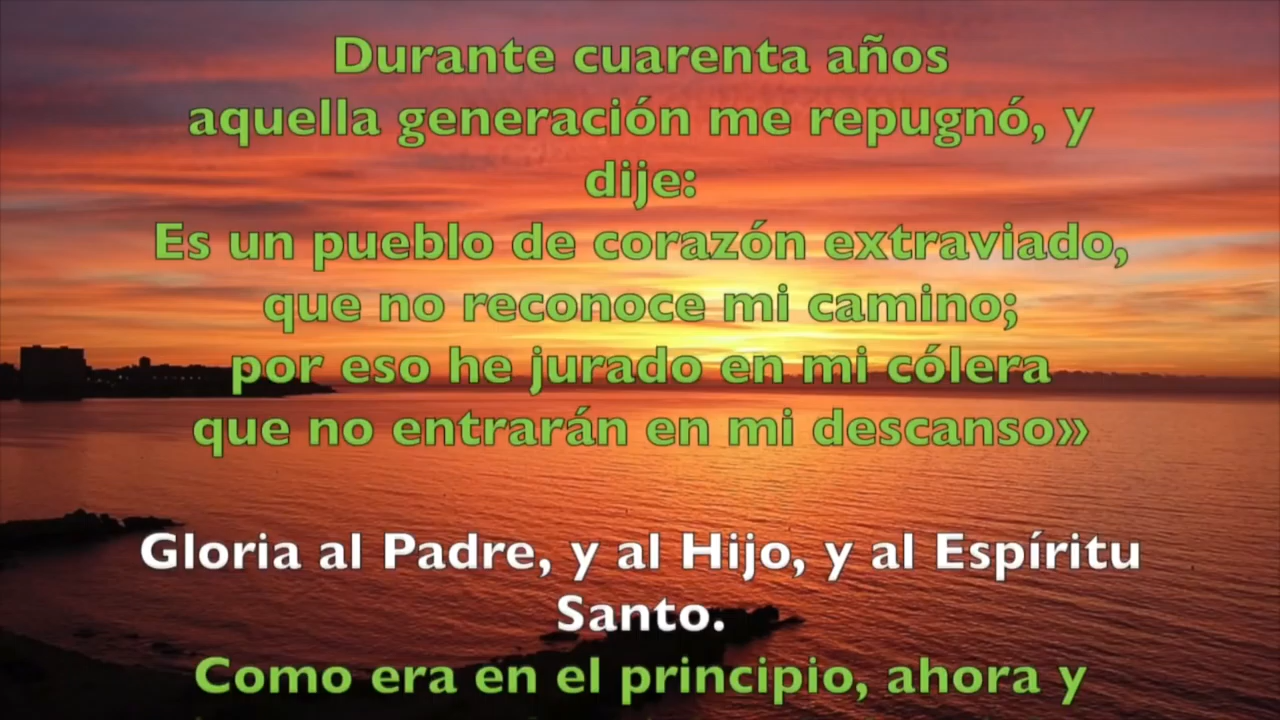 Durante cuarenta años
aquella generación me repugnó, y
dije:
Es un pueblo de corazón extraviado,
que no reconoce mi camino;
por eso he jurado en mi cólera
que no entrarán en mi descanso»
Gloria al Padre, y al Hijo, y al Espíritu
Santo.
Como era en el principio, ahora y